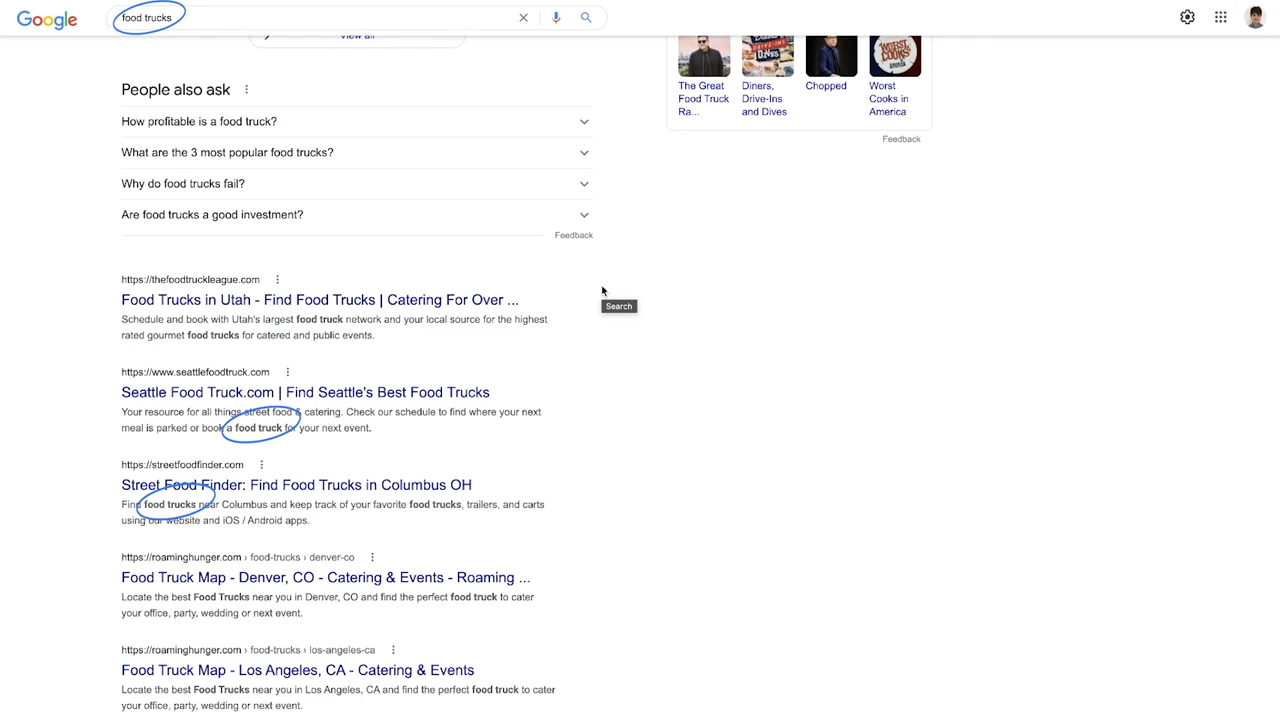 Google
food trucks
View all
The Great
Food Truck
Ra...
Diners,
Drive-Ins
and Dives
Chopped
Worst
Cooks in
America
Feedback
People also ask
How profitable is a food truck?
What are the 3 most popular food trucks?
Why do food trucks fail?
Are food trucks a good investment?
Feedback
https://thefoodtruckleague.com
Food Trucks in Utah - Find Food Trucks | Catering For Over ...
Schedule and book with Utah's largest food truck network and your local source for the highest
rated gourmet food trucks for catered and public events.
Search
https://www.seattlefoodtruck.com
Seattle Food Truck.com | Find Seattle's Best Food Trucks
Your resource for all things street food & catering. Check our schedule to find where your next
meal is parked or book a food truck for your next event.
https://streetfoodfinder.com
Street Food Finder: Find Food Trucks in Columbus OH
Find food trucks near Columbus and keep track of your favorite food trucks, trailers, and carts
using our website and iOS / Android apps.
https://roaminghunger.com › food-trucks › denver-co
Food Truck Map - Denver, CO - Catering & Events - Roaming ...
Locate the best Food Trucks near you in Denver, CO and find the perfect food truck to cater
your office, party, wedding or next event.
https://roaminghunger.com › food-trucks › los-angeles-ca
Food Truck Map - Los Angeles, CA - Catering & Events
Locate the best Food Trucks near you in Los Angeles, CA and find the perfect food truck to cater
your office, party, wedding or next event.